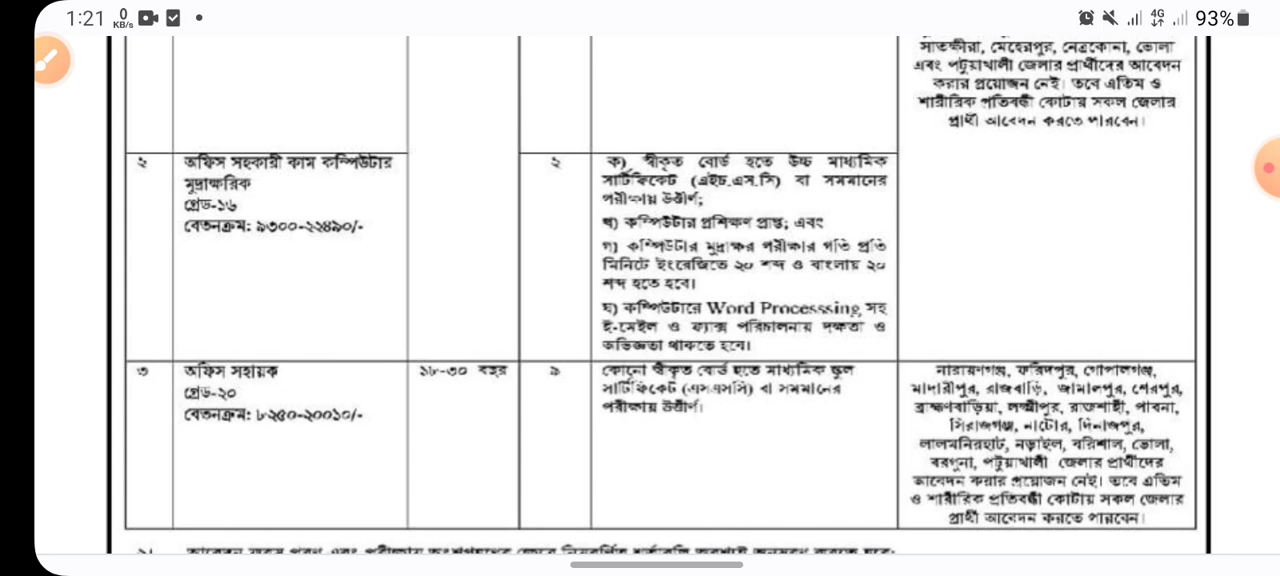 1:21 0 KB/s 4G 93%
সাতক্ষীরা, মেহেরপুর, নেত্রকোনা, ভোলা
এবং পটুয়াখালী জেলার প্রার্থীদের আবেদন
করার প্রয়োজন নেই। তবে এতিম ও
শারীরিক প্রতিবন্ধী কোটায় সকল জেলার
প্রার্থী আবেদন করতে পারবেন।
২
অফিস সহকারী কাম কম্পিউটার
মুদ্রাক্ষরিক
গ্রেড-১৬
বেতনক্রম: ৯৩০০-২২৪৯০/-
২
ক) স্বীকৃত বোর্ড হতে উচ্চ মাধ্যমিক
সার্টিফিকেট (এইচ.এস.সি) বা সমমানের
পরীক্ষায় উত্তীর্ণ;
খ) কম্পিউটার প্রশিক্ষণ প্রাপ্ত; এবং
গ) কম্পিউটার মুদ্রাক্ষর পরীক্ষার গতি প্রতি
মিনিটে ইংরেজিতে ২০ শব্দ ও বাংলায় ২০
শব্দ হতে হবে।
ঘ) কম্পিউটারে Word Processsing সহ
ই-মেইল ও ফ্যাক্স পরিচালনায় দক্ষতা ও
অভিজ্ঞতা থাকতে হবে।
৩
অফিস সহায়ক
গ্রেড-২০
বেতনক্রম: ৮২৫০-২০০১০/-
১৮-৩০ বছর
৯
কোনো স্বীকৃত বোর্ড হতে মাধ্যমিক স্কুল
সার্টিফিকেট (এসএসসি) বা সমমানের
পরীক্ষায় উত্তীর্ণ।
নারায়ণগঞ্জ, ফরিদপুর, গোপালগঞ্জ,
মাদারীপুর, রাজবাড়ি, জামালপুর, শেরপুর,
ব্রাহ্মণবাড়িয়া, লক্ষ্মীপুর, রাজশাহী, পাবনা,
সিরাজগঞ্জ, নাটোর, দিনাজপুর,
লালমনিরহাট, নড়াইল, বরিশাল, ভোলা,
বরগুনা, পটুয়াখালী জেলার প্রার্থীদের
আবেদন করার প্রয়োজন নেই। তবে এতিম
ও শারীরিক প্রতিবন্ধী কোটায় সকল জেলার
প্রার্থী আবেদন করতে পারবেন।